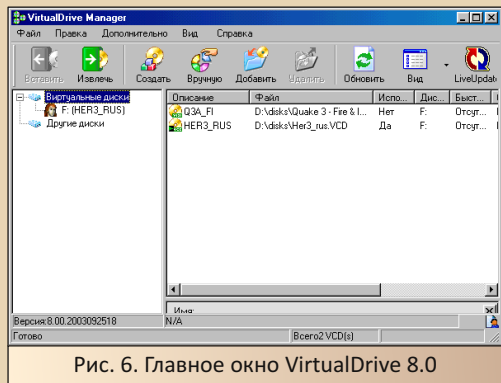 VirtualDrive Manager
Файл Правка Дополнительно Вид Справка
Вставить Извлечь Создать Вручную Добавить Удалить Обновить Вид LiveUpdat
Виртуальные диски
F: (HER3_RUS)
Другие диски
Описание Файл Испо... Дис... Быст...
Q3A_FI D:\disks\Quake 3 - Fire & I... Нет F: Отсут...
HER3_RUS D:\disks\Her3_rus.VCD Да F: Отсут...
Имя:
Версия:8.00.2003092518 N/A
Готово Всего2 VCD(s)
Рис. 6. Главное окно VirtualDrive 8.0